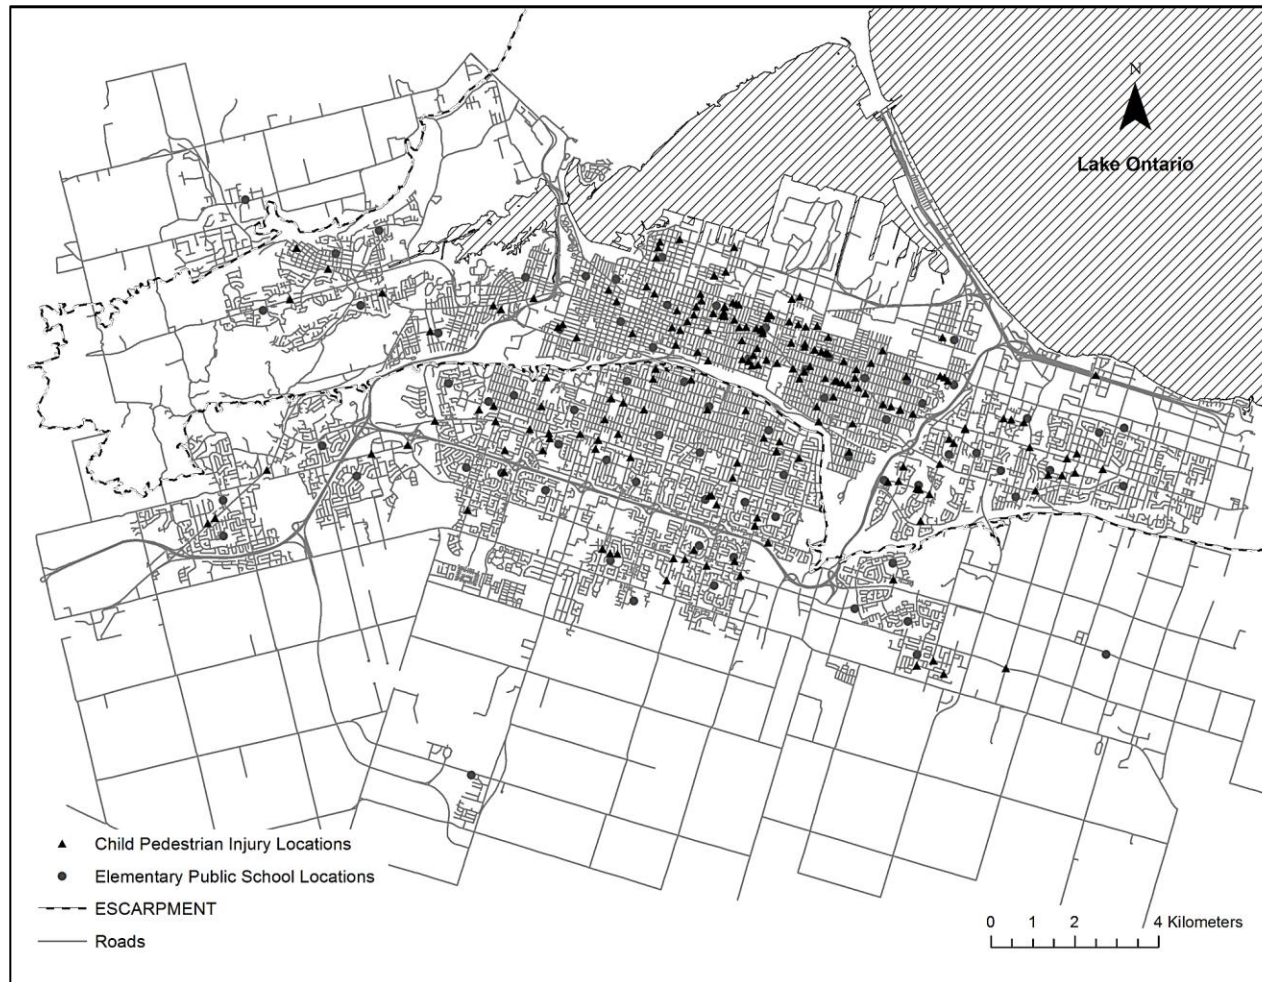 N
Lake Ontario
Child Pedestrian Injury Locations
Elementary Public School Locations
ESCARPMENT
Roads
0 1 2 4 Kilometers